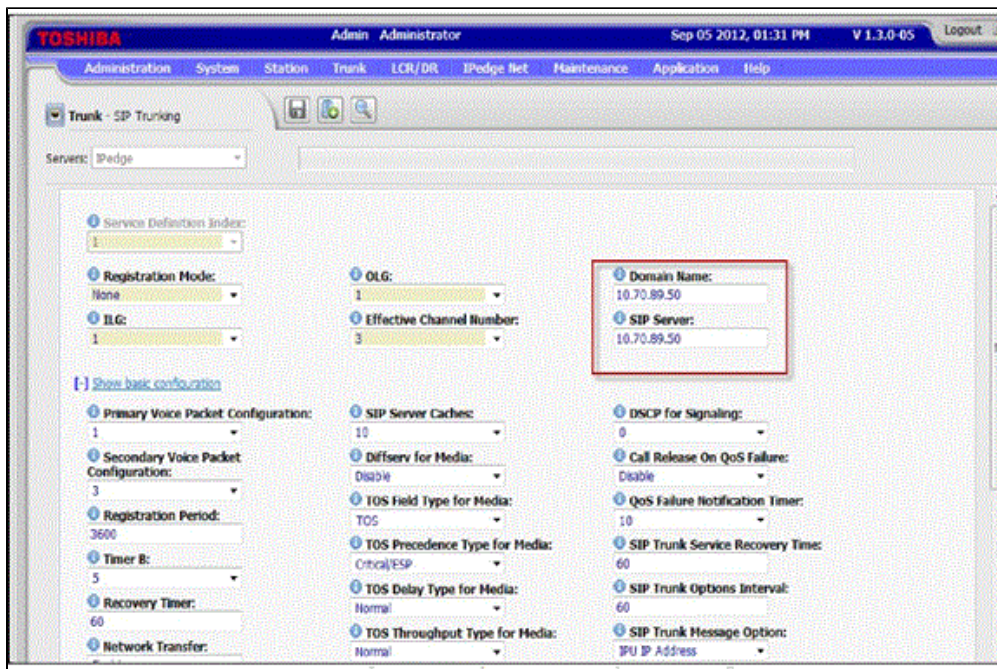 TOSHIBA Admin Administrator Sep 05 2012, 01:31 PM V 1.3.0-05 Logout
Administration System Station Trunk LCR/DR IPedge Net Maintenance Application Help
Trunk - SIP Trunking
Servers: IPedge
Service Definition Index:
1
Registration Mode: OLG: Domain Name:
None 1 10.70.89.50
ILG: Effective Channel Number: SIP Server:
1 3 10.70.89.50
[-] Show basic configuration
Primary Voice Packet Configuration: SIP Server Caches: DSCP for Signaling:
1 10 0
Secondary Voice Packet Configuration: Diffserv for Media: Call Release On QoS Failure:
3 Disable Disable
Registration Period: TOS Field Type for Media: QoS Failure Notification Timer:
3600 TOS 10
Timer B: TOS Precedence Type for Media: SIP Trunk Service Recovery Time:
5 Critical/ESP 60
Recovery Timer: TOS Delay Type for Media: SIP Trunk Options Interval:
60 Normal 60
Network Transfer: TOS Throughput Type for Media: SIP Trunk Message Option:
Normal IPU IP Address